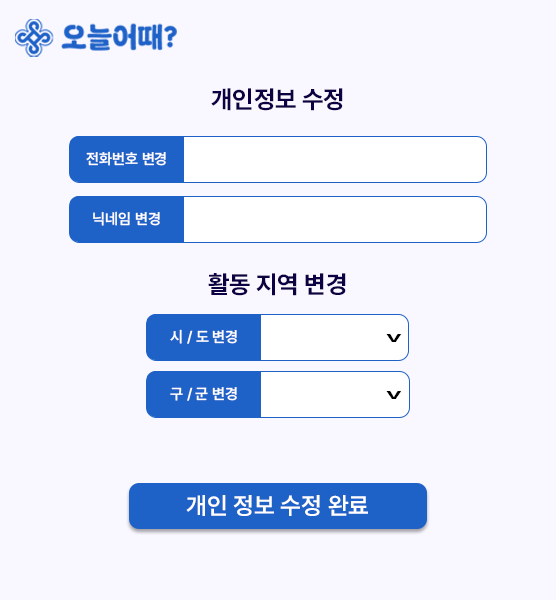 오늘어때?
개인정보 수정
전화번호 변경
닉네임 변경
활동 지역 변경
시 / 도 변경
구 / 군 변경
개인 정보 수정 완료